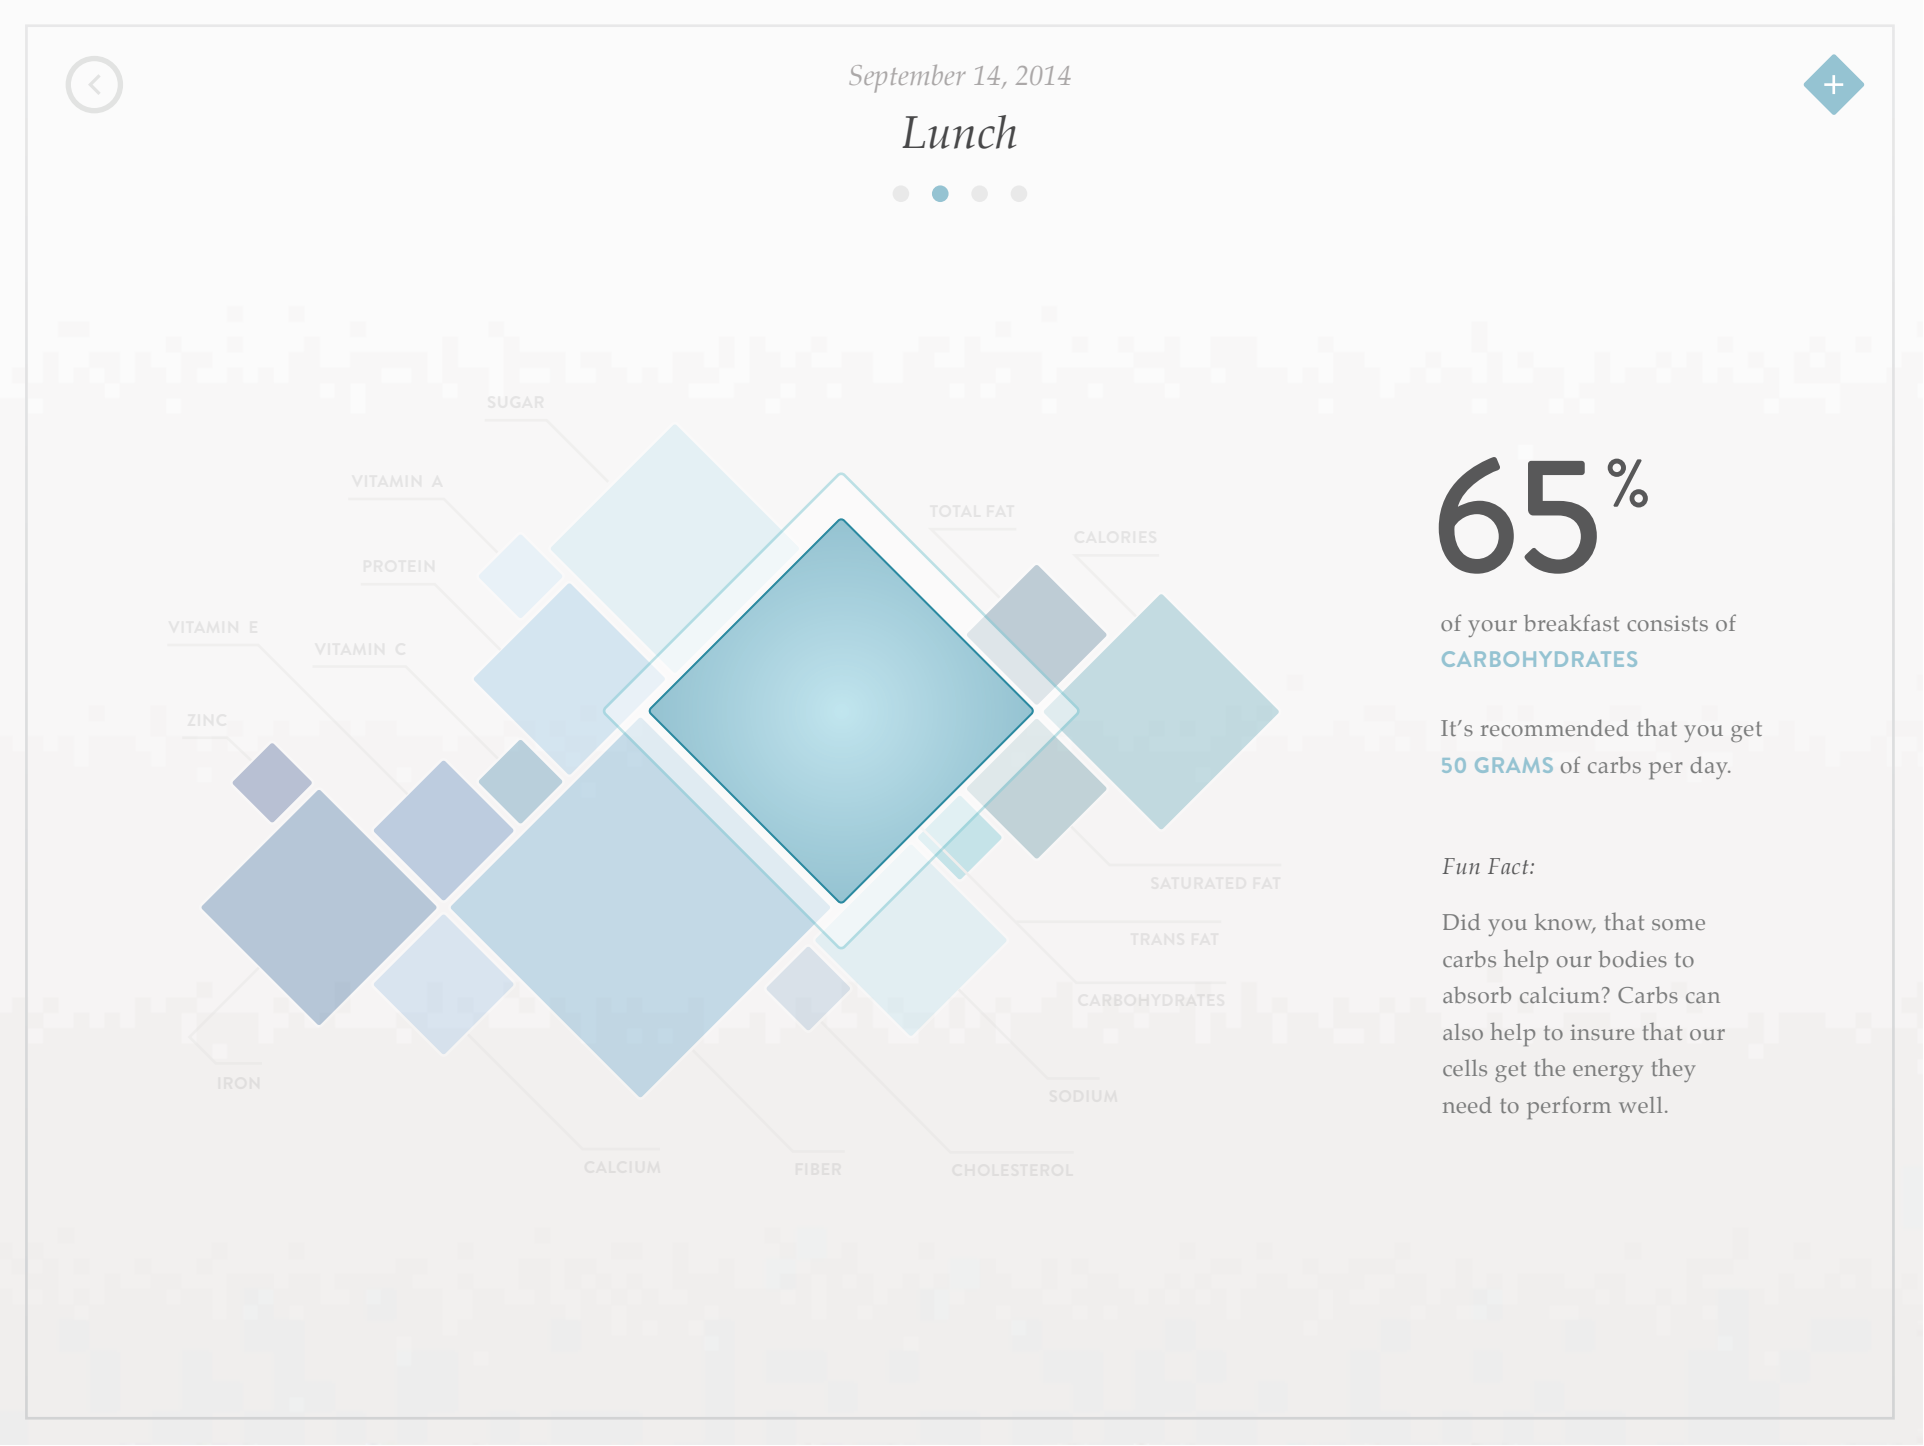 September 14, 2014
Lunch
SUGAR
VITAMIN A
TOTAL FAT
CALORIES
PROTEIN
VITAMIN E
VITAMIN C
ZINC
SATURATED FAT
TRANS FAT
CARBOHYDRATES
IRON
SODIUM
CALCIUM
FIBER
CHOLESTEROL
65%
of your breakfast consists of
CARBOHYDRATES
It’s recommended that you get
50 GRAMS of carbs per day.
Fun Fact:
Did you know, that some
carbs help our bodies to
absorb calcium? Carbs can
also help to insure that our
cells get the energy they
need to perform well.